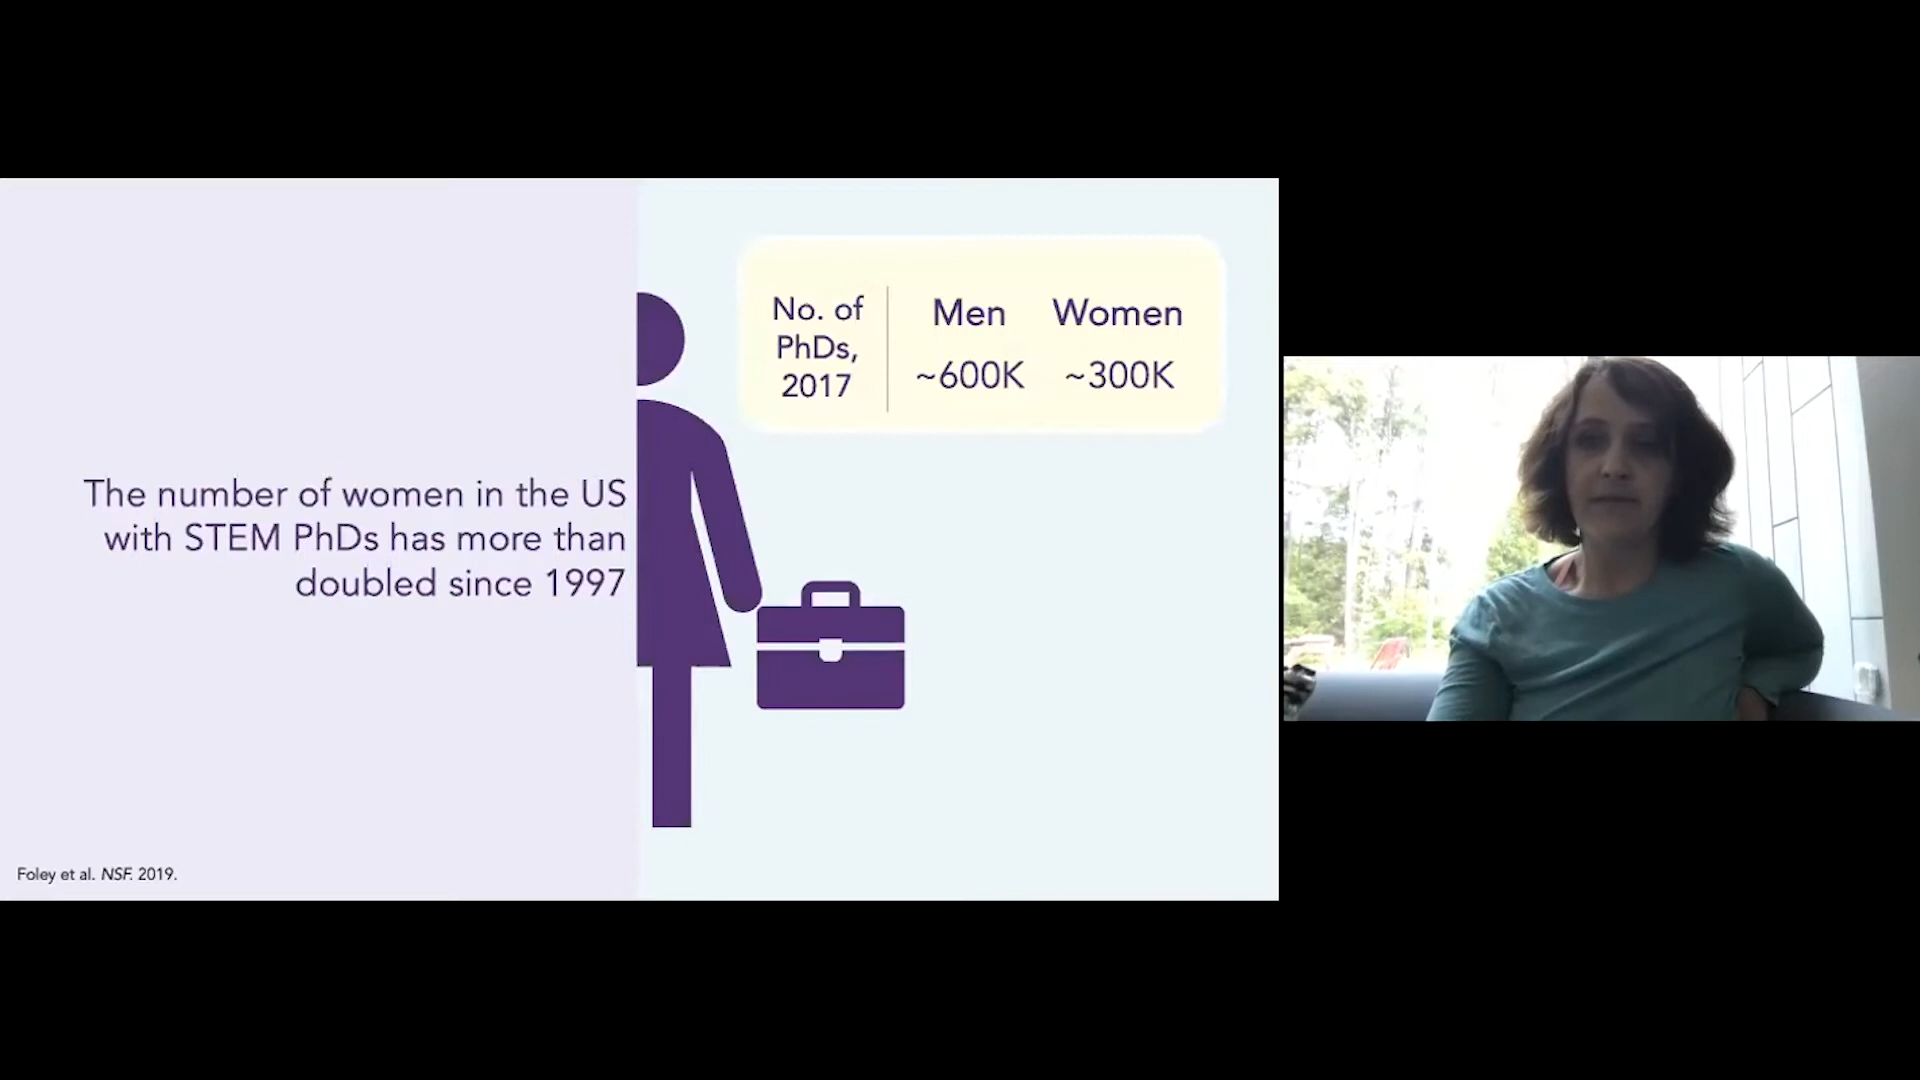 The number of women in the US
with STEM PhDs has more than
doubled since 1997
No. of
PhDs,
2017
Men Women
~600K ~300K
Foley et al. NSF. 2019.